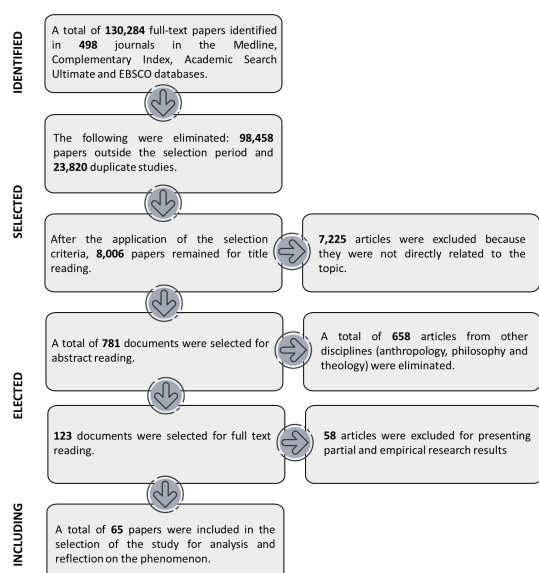 IDENTIFIED
A total of 130,284 full-text papers identified
in 498 journals in the Medline,
Complementary Index, Academic Search
Ultimate and EBSCO databases.
The following were eliminated: 98,458
papers outside the selection period and
23,820 duplicate studies.
SELECTED
After the application of the selection
criteria, 8,006 papers remained for title
reading.
7,225 articles were excluded because
they were not directly related to the
topic.
ELECTED
A total of 781 documents were selected for
abstract reading.
A total of 658 articles from other
disciplines (anthropology, philosophy and
theology) were eliminated.
123 documents were selected for full text
reading.
58 articles were excluded for presenting
partial and empirical research results
INCLUDING
A total of 65 papers were included in the
selection of the study for analysis and
reflection on the phenomenon.